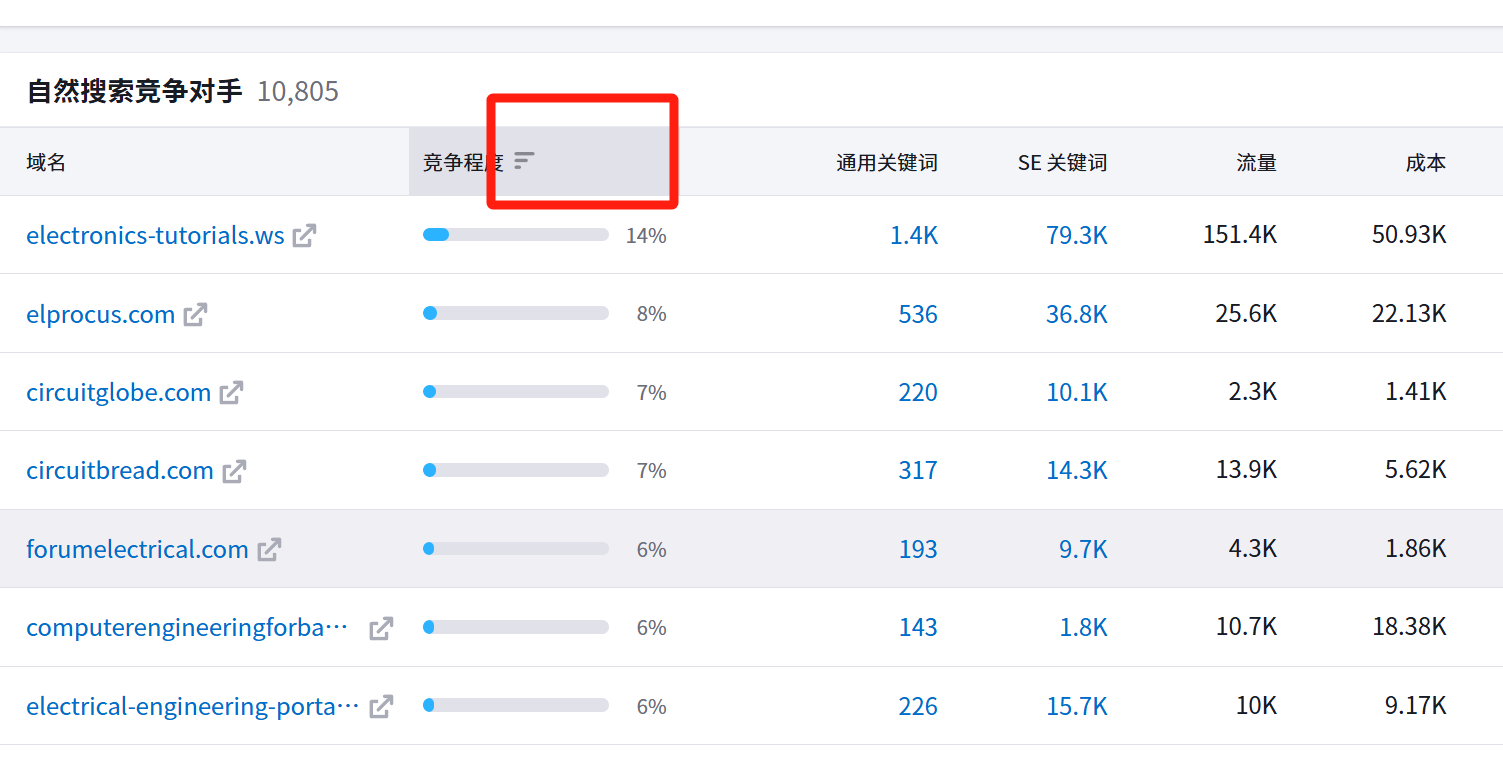 自然搜索竞争对手 10,805
域名 竞争程度 通用关键词 SE 关键词 流量 成本
electronics-tutorials.ws 14% 1.4K 79.3K 151.4K 50.93K
elprocus.com 8% 536 36.8K 25.6K 22.13K
circuitglobe.com 7% 220 10.1K 2.3K 1.41K
circuitbread.com 7% 317 14.3K 13.9K 5.62K
forumelectrical.com 6% 193 9.7K 4.3K 1.86K
computerengineeringforba··· 6% 143 1.8K 10.7K 18.38K
electrical-engineering-porta··· 6% 226 15.7K 10K 9.17K